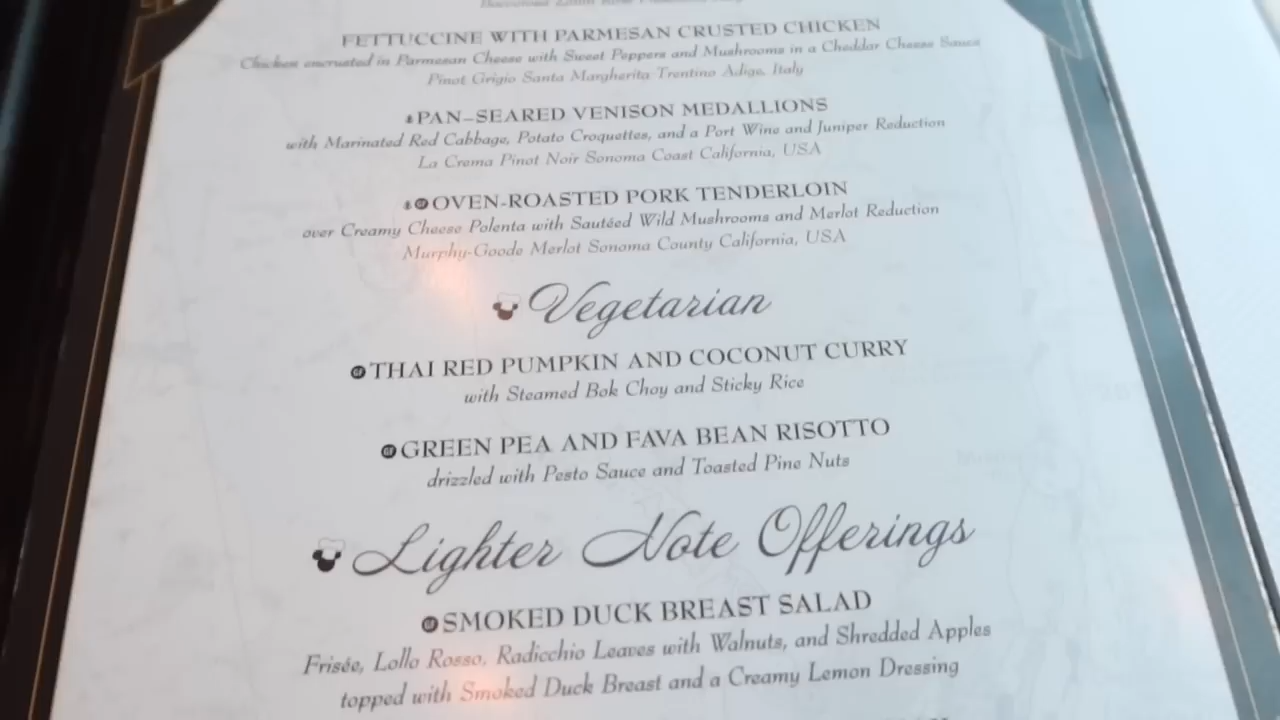 FETTUCCINE WITH PARMESAN CRUSTED CHICKEN
Chicken encrusted in Parmesan Cheese with Sweet Peppers and Mushrooms in a Cheddar Cheese Sauce
Pinot Grigio Santa Margherita Trentino Adige, Italy
PAN-SEARED VENISON MEDALLIONS
with Marinated Red Cabbage, Potato Croquettes, and a Port Wine and Juniper Reduction
La Crema Pinot Noir Sonoma Coast California, USA
GF OVEN-ROASTED PORK TENDERLOIN
over Creamy Cheese Polenta with Sautéed Wild Mushrooms and Merlot Reduction
Murphy-Goode Merlot Sonoma County California, USA
Vegetarian
GF THAI RED PUMPKIN AND COCONUT CURRY
with Steamed Bok Choy and Sticky Rice
GF GREEN PEA AND FAVA BEAN RISOTTO
drizzled with Pesto Sauce and Toasted Pine Nuts
Lighter Note Offerings
GF SMOKED DUCK BREAST SALAD
Frisée, Lollo Rosso, Radicchio Leaves with Walnuts, and Shredded Apples
topped with Smoked Duck Breast and a Creamy Lemon Dressing